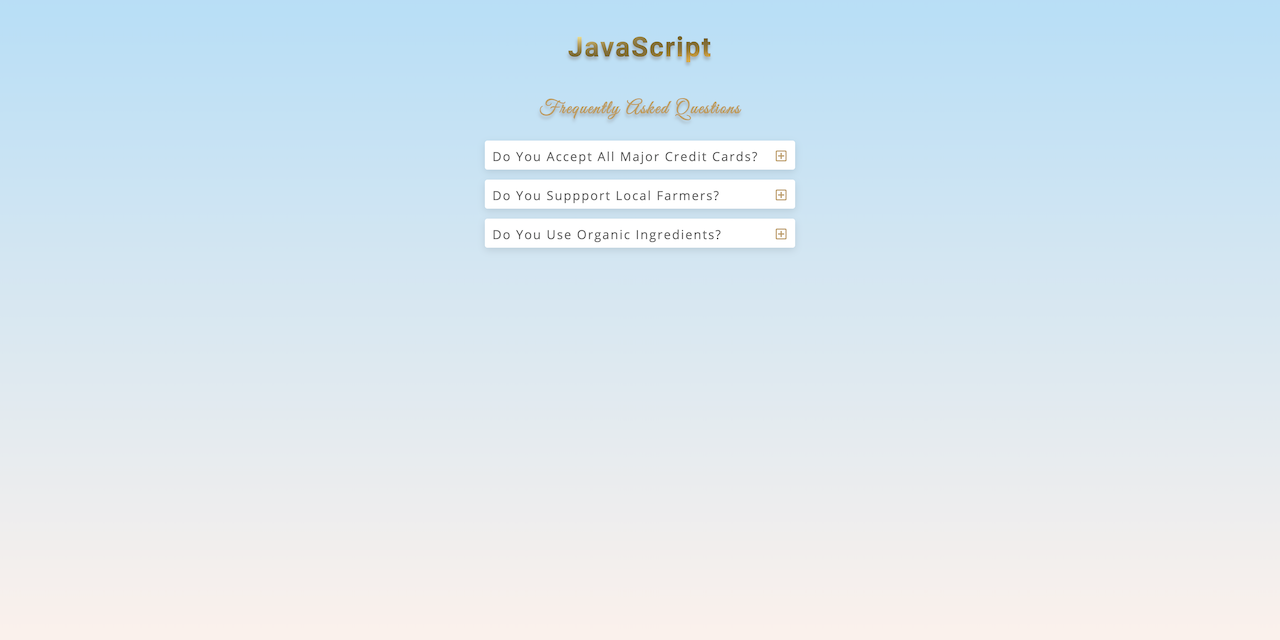 JavaScript
Frequently Asked Questions
Do You Accept All Major Credit Cards?
Do You Suppport Local Farmers?
Do You Use Organic Ingredients?